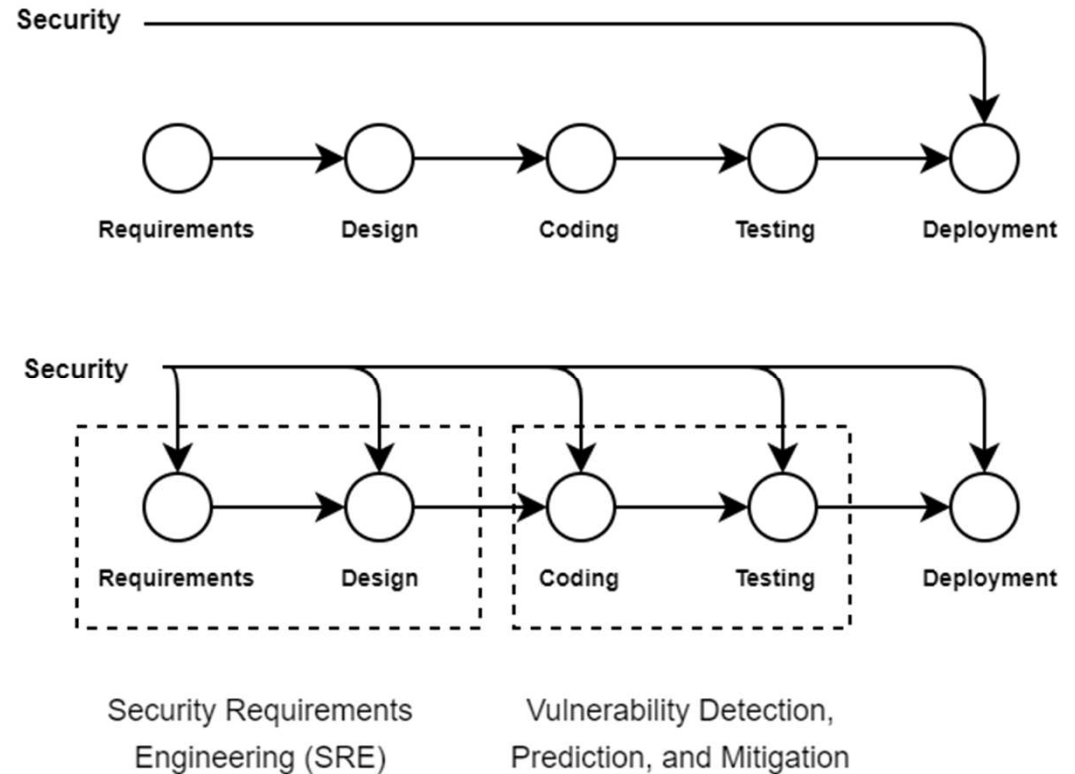 Security
Requirements Design Coding Testing Deployment
Security
Requirements Design Coding Testing Deployment
Security Requirements
Engineering (SRE)
Vulnerability Detection,
Prediction, and Mitigation